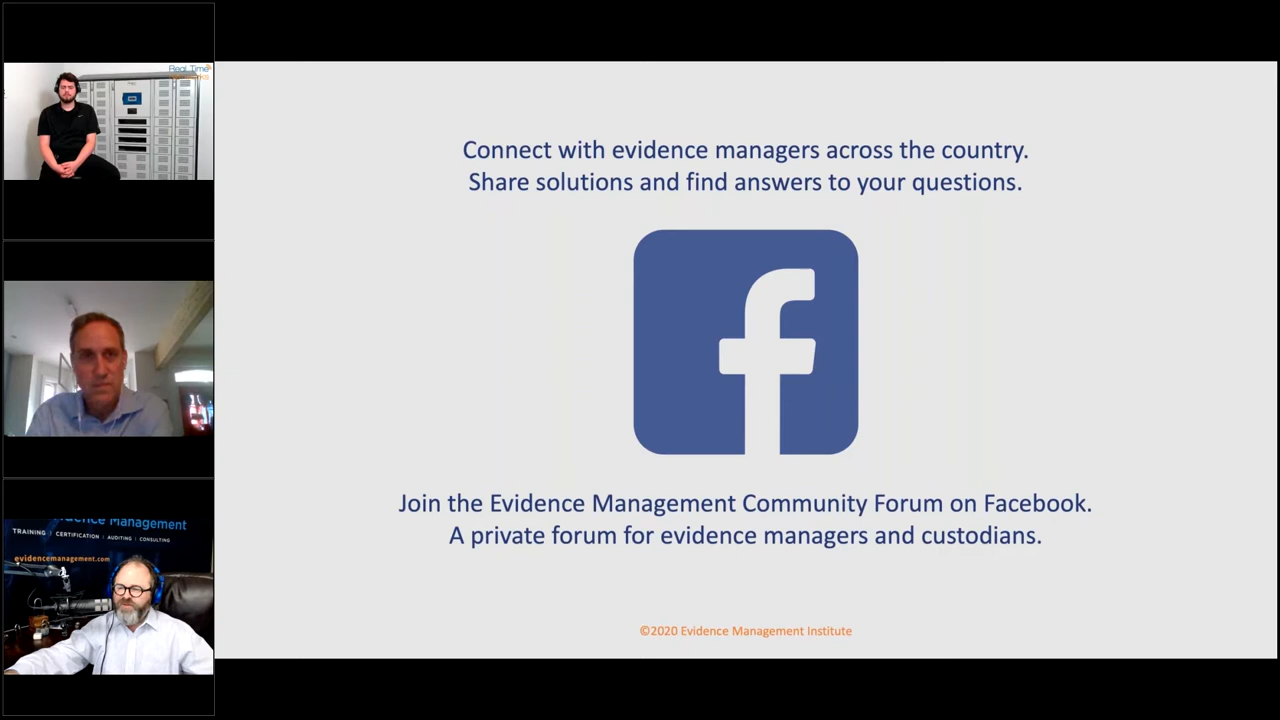 Real Time
Connect with evidence managers across the country.
Share solutions and find answers to your questions.
Join the Evidence Management Community Forum on Facebook.
A private forum for evidence managers and custodians.
©2020 Evidence Management Institute
Management
TRAINING | CERTIFICATION | AUDITING | CONSULTING
evidencemanagement.com